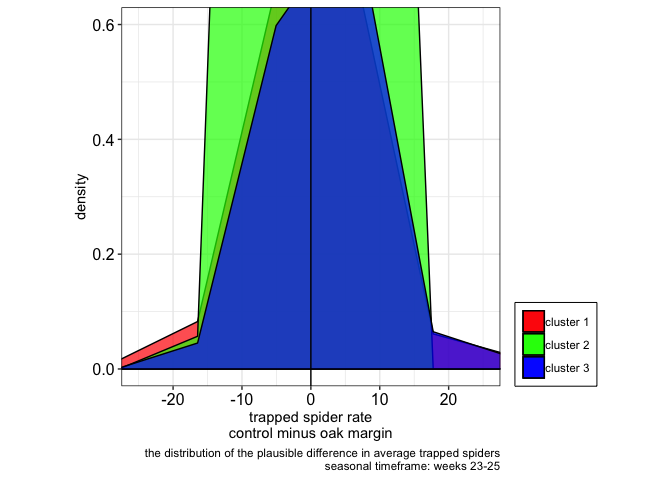 0.6
0.4
0.2
0.0
density
-20 -10 0 10 20
trapped spider rate
control minus oak margin
cluster 1
cluster 2
cluster 3
the distribution of the plausible difference in average trapped spiders
seasonal timeframe: weeks 23-25